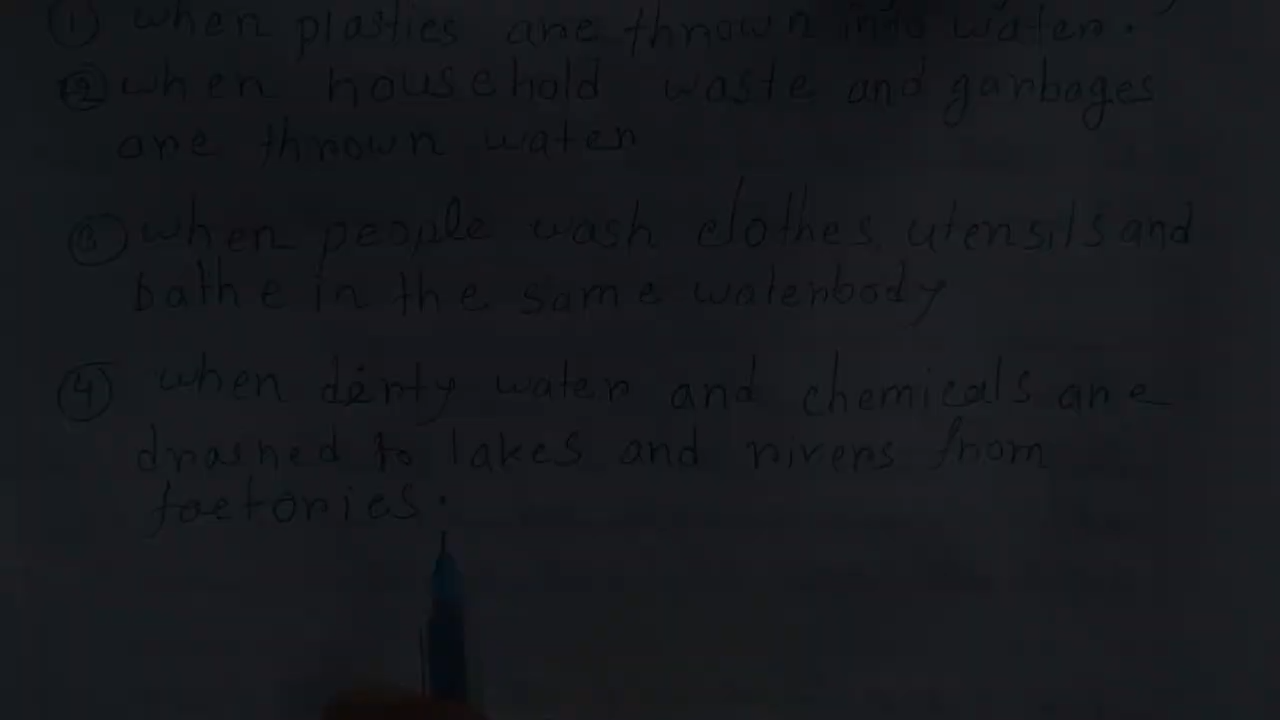 ① when plastics are thrown into water.
② when household waste and garbages
are thrown water
③ when people wash clothes, utensils and
bathe in the same waterbody
④ when dirty water and chemicals are
drained to lakes and rivers from
factories.